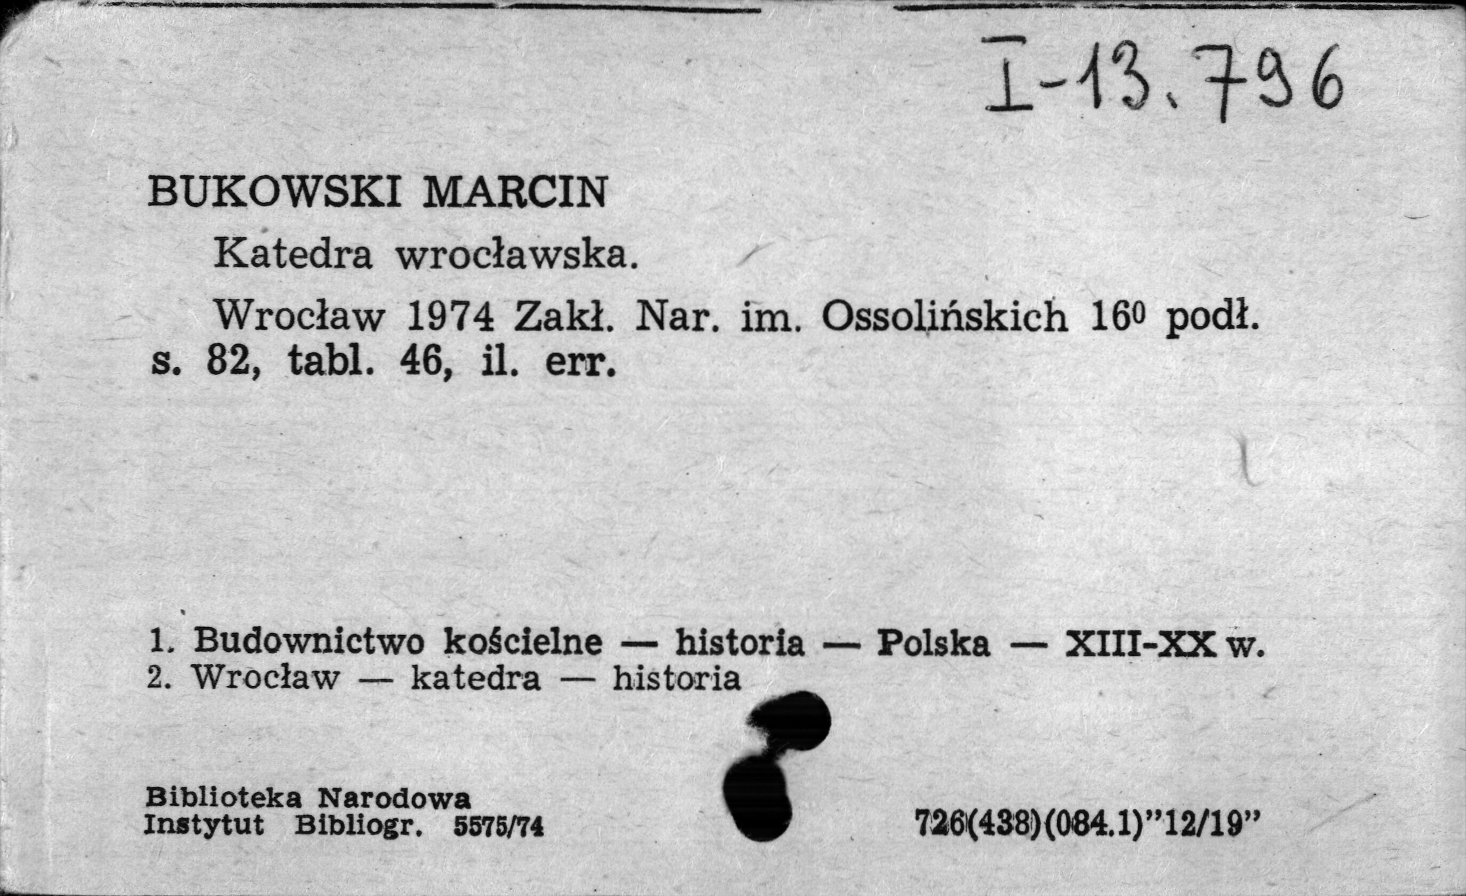 I-13.796
BUKOWSKI MARCIN
Katedra wrocławska.
Wrocław 1974 Zakł. Nar. im. Ossolińskich 16⁰ podł.
s. 82, tabl. 46, il. err.
1. Budownictwo kościelne — historia — Polska — XIII-XX w.
2. Wrocław — katedra — historia
Biblioteka Narodowa
Instytut Bibliogr. 5575/74
726(438)(084.1)”12/19”